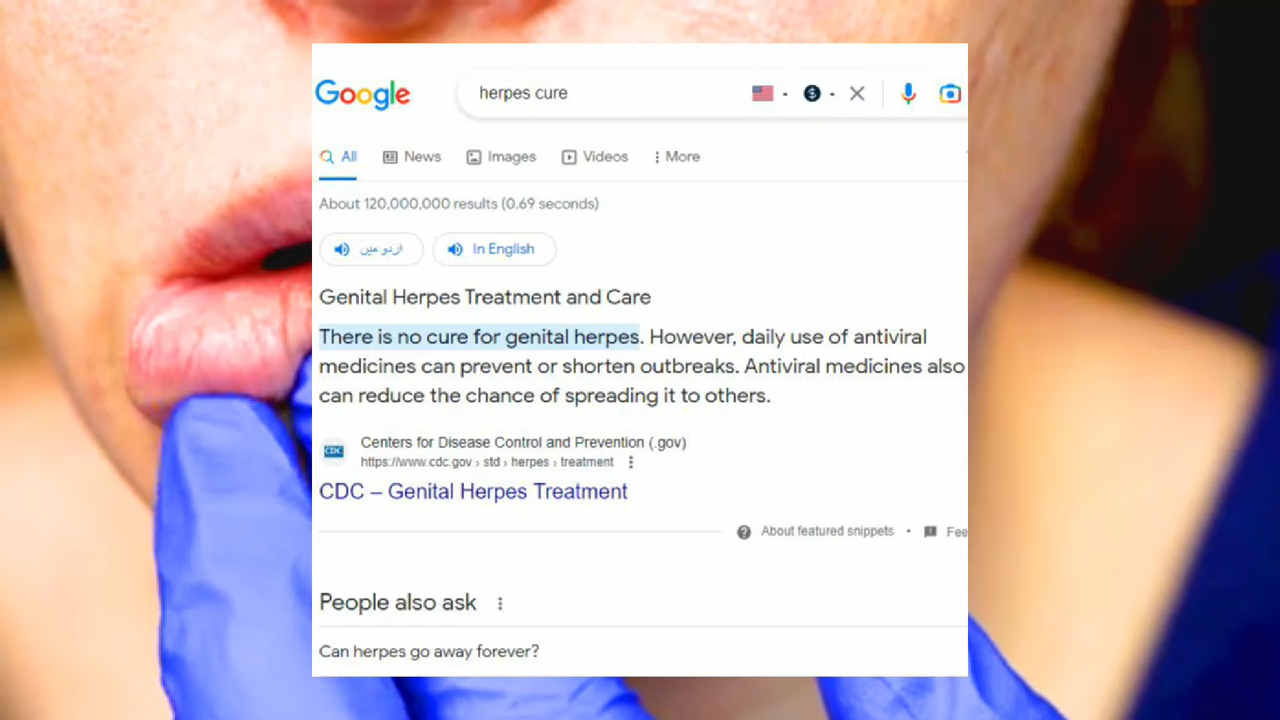 Google
herpes cure
All News Images Videos More
About 120,000,000 results (0.69 seconds)
اردو میں In English
Genital Herpes Treatment and Care
There is no cure for genital herpes. However, daily use of antiviral
medicines can prevent or shorten outbreaks. Antiviral medicines also
can reduce the chance of spreading it to others.
CDC
Centers for Disease Control and Prevention (.gov)
https://www.cdc.gov › std › herpes › treatment
CDC – Genital Herpes Treatment
About featured snippets • Fee
People also ask
Can herpes go away forever?